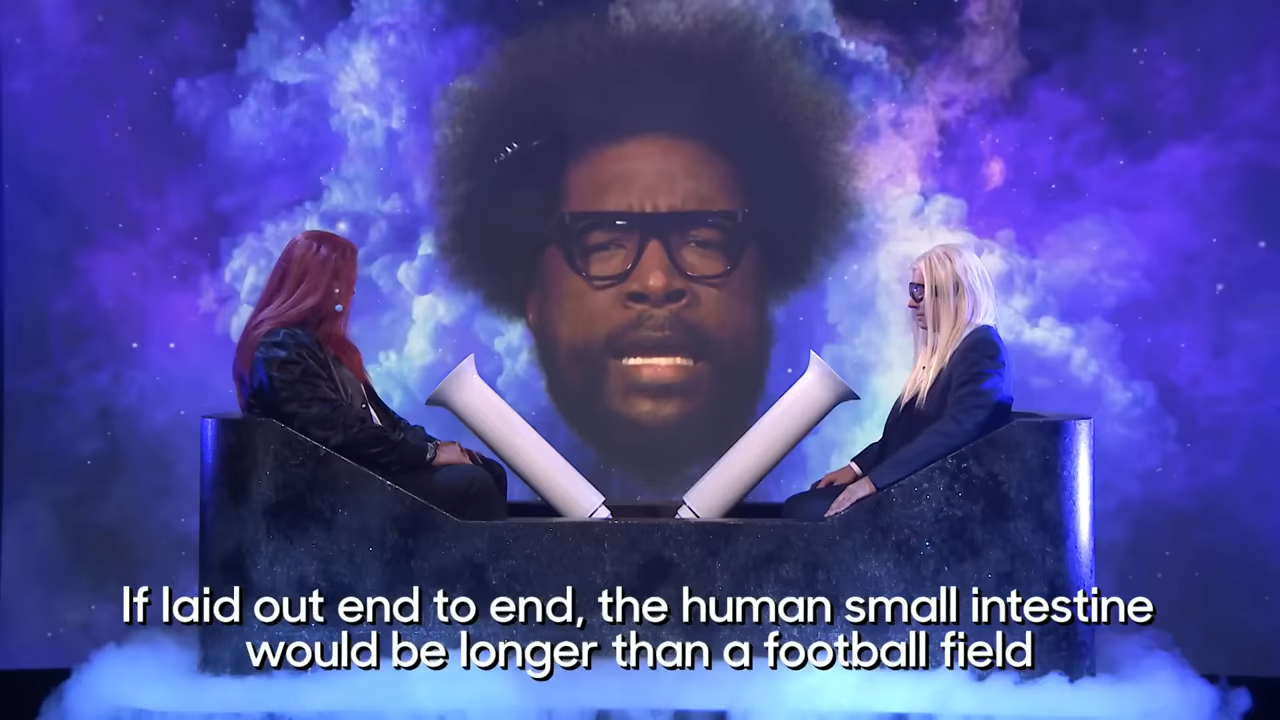 If laid out end to end, the human small intestine
would be longer than a football field